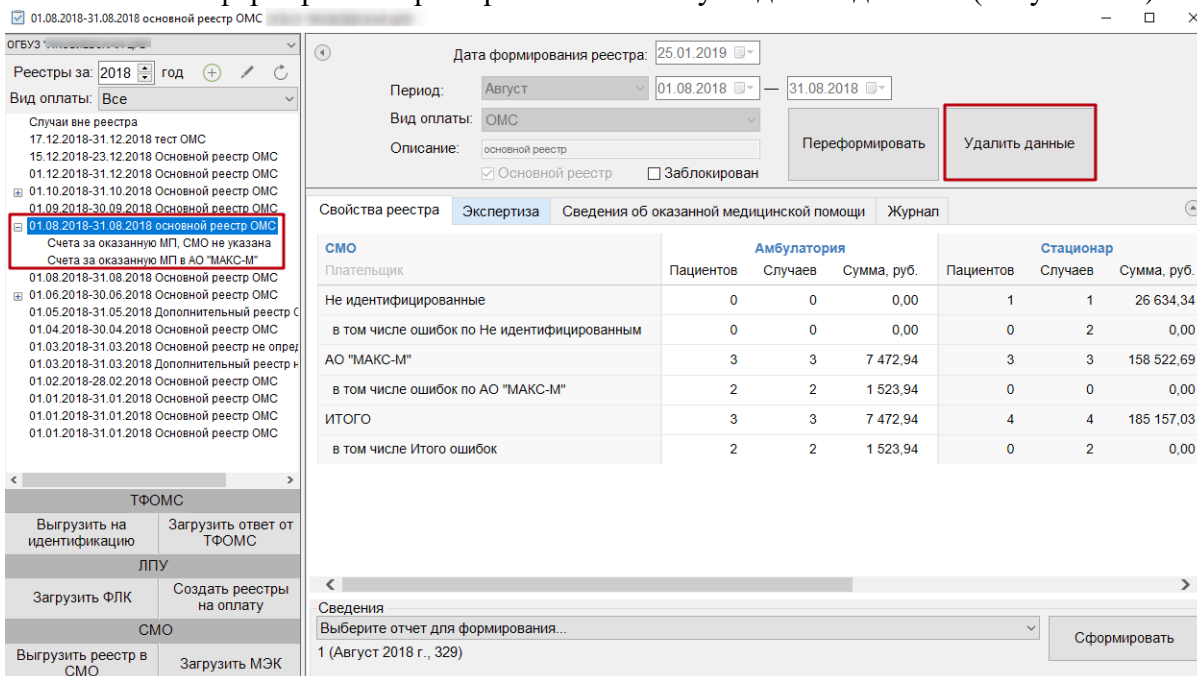 01.08.2018-31.08.2018 основной реестр ОМС
ОГБУЗ
Реестры за: 2018 год
Вид оплаты: Все
Случаи вне реестра
17.12.2018-31.12.2018 тест ОМС
15.12.2018-23.12.2018 Основной реестр ОМС
01.12.2018-31.12.2018 Основной реестр ОМС
01.10.2018-31.10.2018 Основной реестр ОМС
01.09.2018-30.09.2018 Основной реестр ОМС
01.08.2018-31.08.2018 основной реестр ОМС
Счета за оказанную МП, СМО не указана
Счета за оказанную МП в АО "МАКС-М"
01.08.2018-31.08.2018 Основной реестр ОМС
01.06.2018-30.06.2018 Основной реестр ОМС
01.05.2018-31.05.2018 Дополнительный реестр
01.04.2018-30.04.2018 Основной реестр ОМС
01.03.2018-31.03.2018 Основной реестр не опред
01.03.2018-31.03.2018 Дополнительный реестр н
01.02.2018-28.02.2018 Основной реестр ОМС
01.01.2018-31.01.2018 Основной реестр ОМС
01.01.2018-31.01.2018 Основной реестр ОМС
01.01.2018-31.01.2018 Основной реестр ОМС
ТФОМС
Выгрузить на идентификацию
Загрузить ответ от ТФОМС
ЛПУ
Загрузить ФЛК
Создать реестры на оплату
СМО
Выгрузить реестр в СМО
Загрузить МЭК
Дата формирования реестра: 25.01.2019
Период: Август 01.08.2018 — 31.08.2018
Вид оплаты: ОМС
Описание: основной реестр
Основной реестр Заблокирован
Переформировать
Удалить данные
Свойства реестра Экспертиза Сведения об оказанной медицинской помощи Журнал
СМО Амбулатория Стационар
Плательщик Пациентов Случаев Сумма, руб. Пациентов Случаев Сумма, руб.
Не идентифицированные 0 0 0,00 1 1 26 634,34
в том числе ошибок по Не идентифицированным 0 0 0,00 0 2 0,00
АО "МАКС-М" 3 3 7 472,94 3 3 158 522,69
в том числе ошибок по АО "МАКС-М" 2 2 1 523,94 0 0 0,00
ИТОГО 3 3 7 472,94 4 4 185 157,03
в том числе Итого ошибок 2 2 1 523,94 0 2 0,00
Сведения
Выберите отчет для формирования...
Сформировать
1 (Август 2018 г., 329)